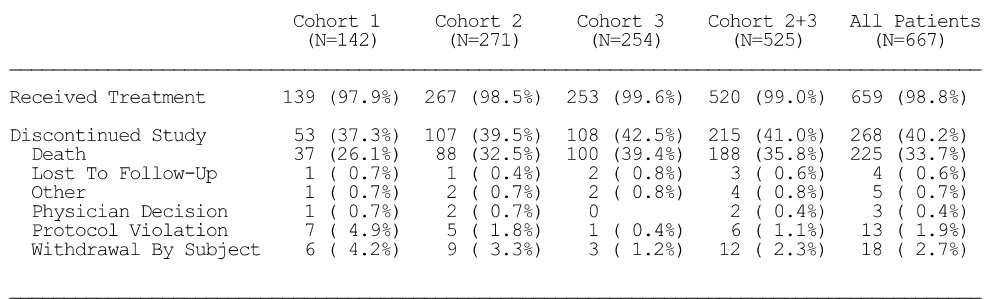 Cohort 1 Cohort 2 Cohort 3 Cohort 2+3 All Patients
(N=142) (N=271) (N=254) (N=525) (N=667)
Received Treatment 139 (97.9%) 267 (98.5%) 253 (99.6%) 520 (99.0%) 659 (98.8%)
Discontinued Study 53 (37.3%) 107 (39.5%) 108 (42.5%) 215 (41.0%) 268 (40.2%)
Death 37 (26.1%) 88 (32.5%) 100 (39.4%) 188 (35.8%) 225 (33.7%)
Lost To Follow-Up 1 ( 0.7%) 1 ( 0.4%) 2 ( 0.8%) 3 ( 0.6%) 4 ( 0.6%)
Other 1 ( 0.7%) 2 ( 0.7%) 2 ( 0.8%) 4 ( 0.8%) 5 ( 0.7%)
Physician Decision 1 ( 0.7%) 2 ( 0.7%) 0 2 ( 0.4%) 3 ( 0.4%)
Protocol Violation 7 ( 4.9%) 5 ( 1.8%) 1 ( 0.4%) 6 ( 1.1%) 13 ( 1.9%)
Withdrawal By Subject 6 ( 4.2%) 9 ( 3.3%) 3 ( 1.2%) 12 ( 2.3%) 18 ( 2.7%)